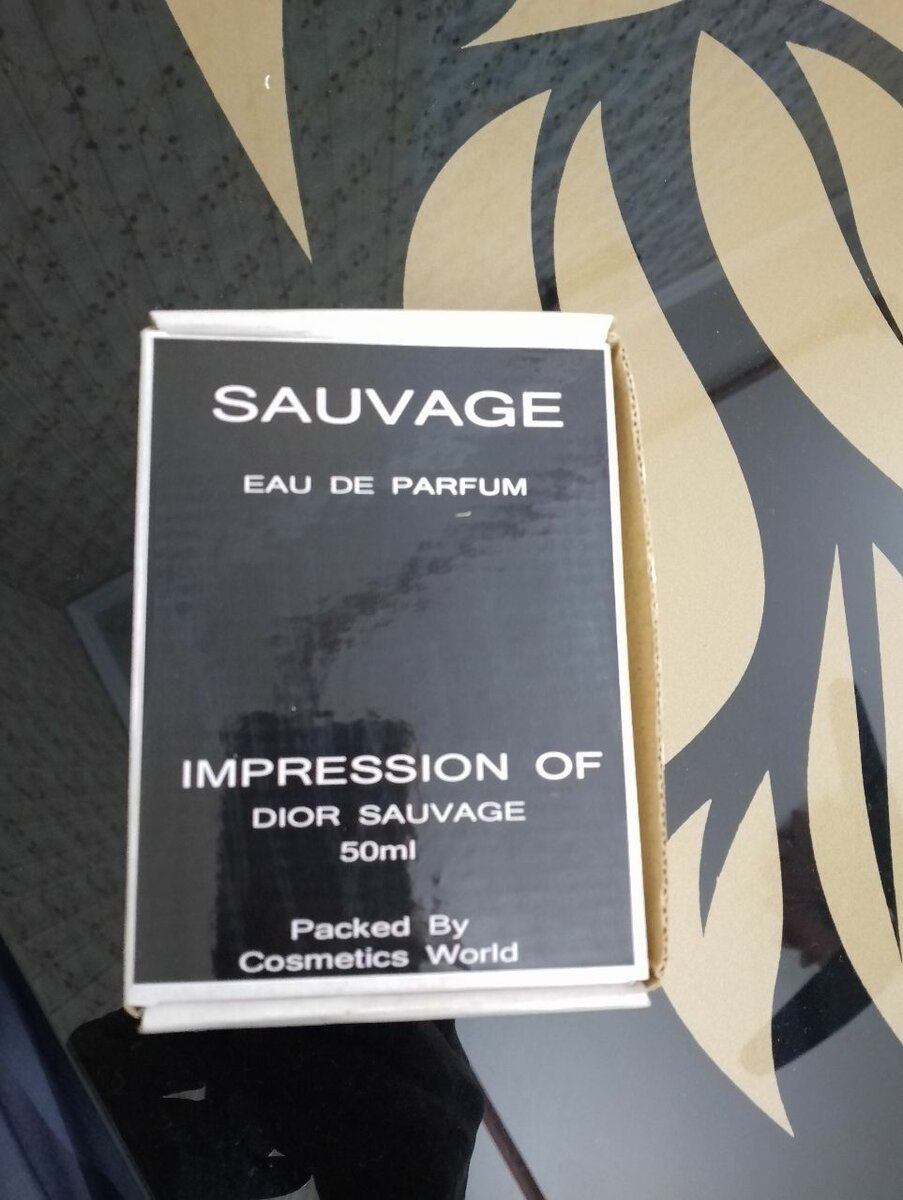 SAUVAGE
EAU DE PARFUM
IMPRESSION OF
DIOR SAUVAGE
50ml
Packed By
Cosmetics World